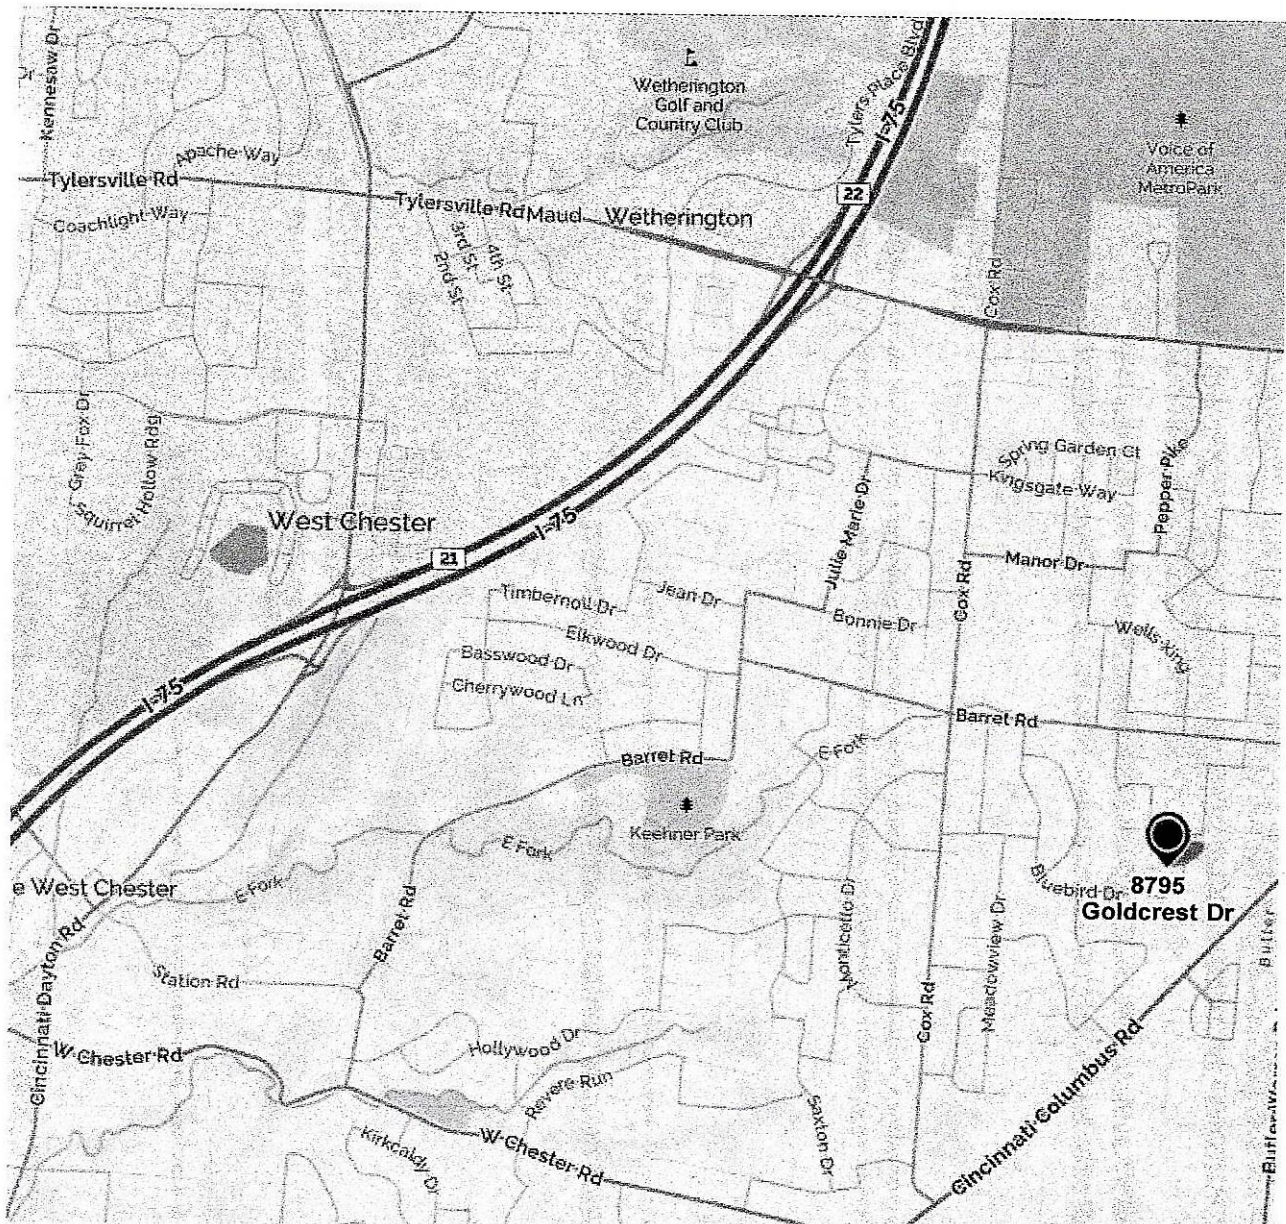 Kennesaw Dr
Dr
Wetherington
Golf and
Country Club
Tylers Place Blvd
I-75
Voice of
America
MetroPark
Apache Way
Tylersville Rd
Coachlight Way
Tylersville Rd
Maud
Wetherington
22
3rd St
4th St
2nd St
Cox Rd
Gray Fox Dr
Squirrel Hollow Rdg
Spring Garden Ct
Kingsgate Way
Pepper Pike
West Chester
I-75
21
Julie Marie Dr
Manor Dr
Cox Rd
Timbernoll Dr
Jean Dr
Bonnie Dr
Elkwood Dr
Wells King
Basswood Dr
Cherrywood Ln
I-75
Barret Rd
Barret Rd
E Fork
Keehner Park
E Fork
E Fork
e West Chester
Bluebird Dr
8795
Goldcrest Dr
Barret Rd
Monticello Dr
Meadowview Dr
Cincinnati-Dayton Rd
Station Rd
Cox Rd
Butler
W Chester Rd
Hollywood Dr
Revere Run
Cincinnati Columbus Rd
Saxton Dr
Kirkcaldy Dr
W Chester Rd